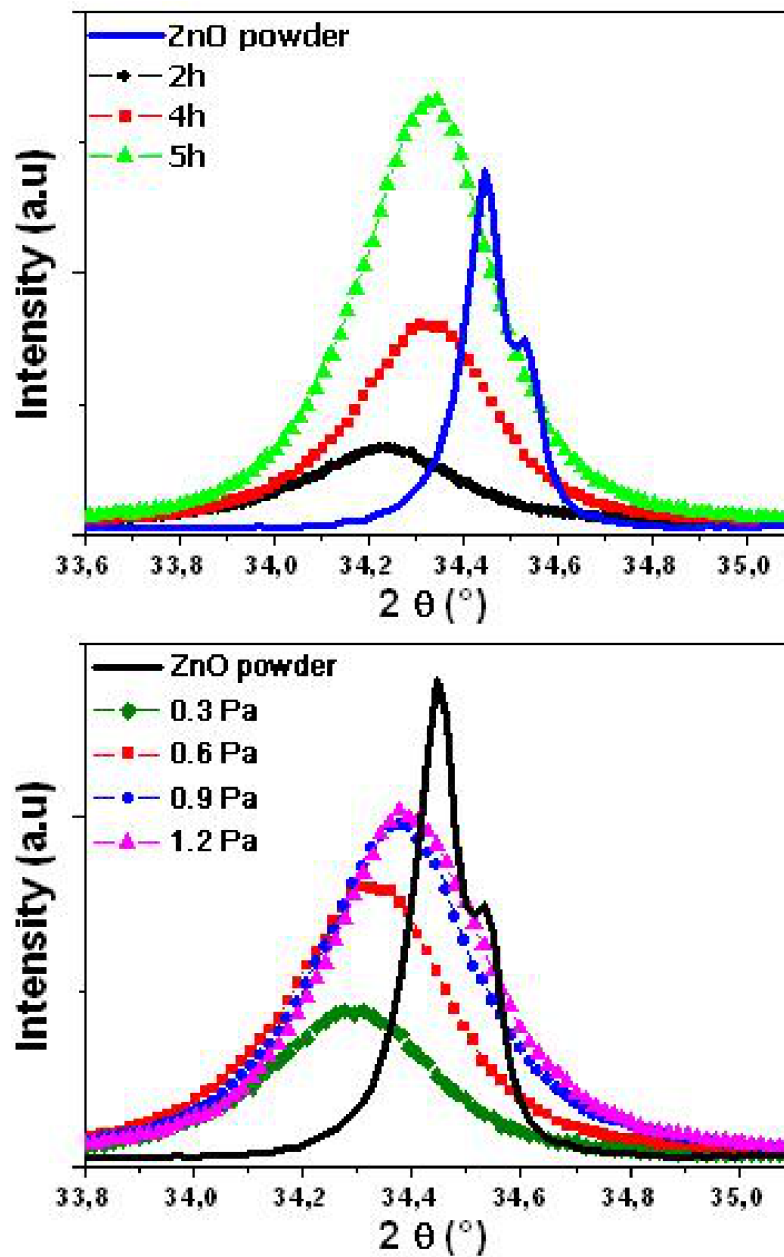 ZnO powder
2h
4h
5h
Intensity (a.u)
33,6 33,8 34,0 34,2 34,4 34,6 34,8 35,0
2 θ (°)
ZnO powder
0.3 Pa
0.6 Pa
0.9 Pa
1.2 Pa
Intensity (a.u)
33,8 34,0 34,2 34,4 34,6 34,8 35,0
2 θ (°)